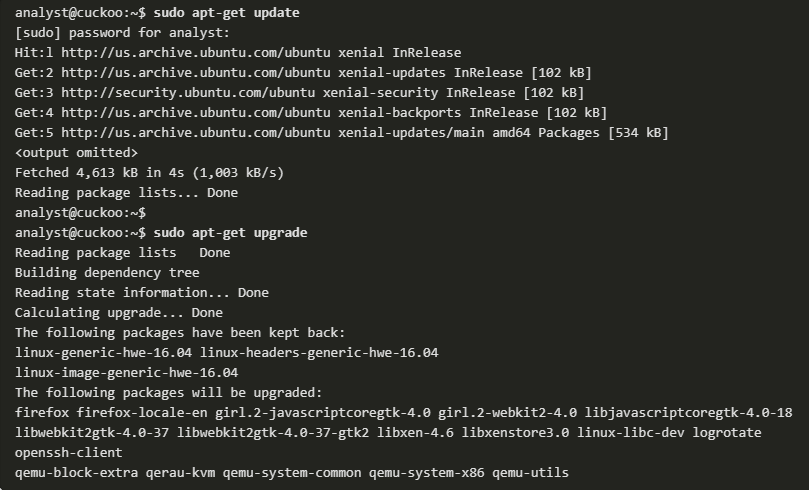 analyst@cuckoo:~$ sudo apt-get update
[sudo] password for analyst:
Hit:l http://us.archive.ubuntu.com/ubuntu xenial InRelease
Get:2 http://us.archive.ubuntu.com/ubuntu xenial-updates InRelease [102 kB]
Get:3 http://security.ubuntu.com/ubuntu xenial-security InRelease [102 kB]
Get:4 http://us.archive.ubuntu.com/ubuntu xenial-backports InRelease [102 kB]
Get:5 http://us.archive.ubuntu.com/ubuntu xenial-updates/main amd64 Packages [534 kB]
<output omitted>
Fetched 4,613 kB in 4s (1,003 kB/s)
Reading package lists... Done
analyst@cuckoo:~$
analyst@cuckoo:~$ sudo apt-get upgrade
Reading package lists   Done
Building dependency tree
Reading state information... Done
Calculating upgrade... Done
The following packages have been kept back:
linux-generic-hwe-16.04 linux-headers-generic-hwe-16.04
linux-image-generic-hwe-16.04
The following packages will be upgraded:
firefox firefox-locale-en girl.2-javascriptcoregtk-4.0 girl.2-webkit2-4.0 libjavascriptcoregtk-4.0-18
libwebkit2gtk-4.0-37 libwebkit2gtk-4.0-37-gtk2 libxen-4.6 libxenstore3.0 linux-libc-dev logrotate
openssh-client
qemu-block-extra qerau-kvm qemu-system-common qemu-system-x86 qemu-utils